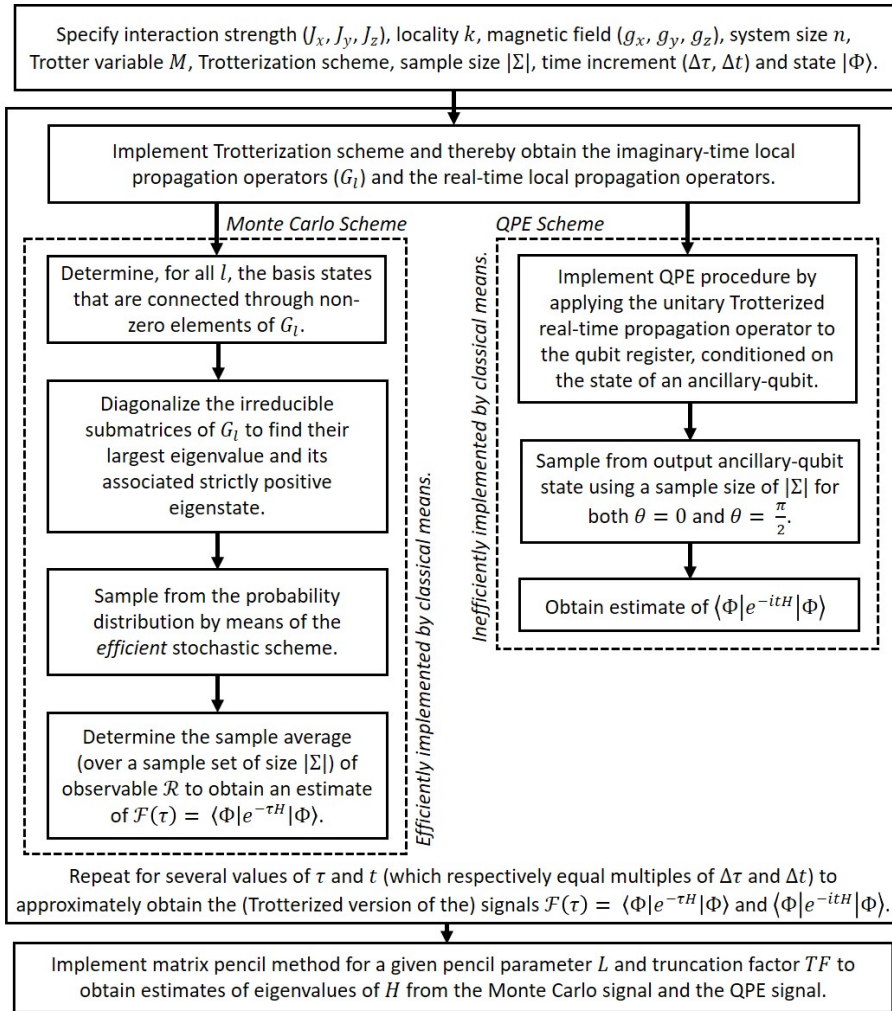 Specify interaction strength (J_x, J_y, J_z), locality k, magnetic field (g_x, g_y, g_z), system size n,
Trotter variable M, Trotterization scheme, sample size |Σ|, time increment (Δτ, Δt) and state |Φ⟩.
Implement Trotterization scheme and thereby obtain the imaginary-time local
propagation operators (G_l) and the real-time local propagation operators.
Monte Carlo Scheme
Determine, for all l, the basis states
that are connected through non-
zero elements of G_l.
Diagonalize the irreducible
submatrices of G_l to find their
largest eigenvalue and its
associated strictly positive
eigenstate.
Sample from the probability
distribution by means of the
efficient stochastic scheme.
Determine the sample average
(over a sample set of size |Σ|) of
observable ℛ to obtain an estimate
of ℱ(τ) = ⟨Φ|e^{−τH}|Φ⟩.
Efficiently implemented by classical means.
QPE Scheme
Inefficiently implemented by classical means.
Implement QPE procedure by
applying the unitary Trotterized
real-time propagation operator to
the qubit register, conditioned on
the state of an ancillary-qubit.
Sample from output ancillary-qubit
state using a sample size of |Σ| for
both θ = 0 and θ = π/2.
Obtain estimate of ⟨Φ|e^{−itH}|Φ⟩
Repeat for several values of τ and t (which respectively equal multiples of Δτ and Δt) to
approximately obtain the (Trotterized version of the) signals ℱ(τ) = ⟨Φ|e^{−τH}|Φ⟩ and ⟨Φ|e^{−itH}|Φ⟩.
Implement matrix pencil method for a given pencil parameter L and truncation factor TF to
obtain estimates of eigenvalues of H from the Monte Carlo signal and the QPE signal.